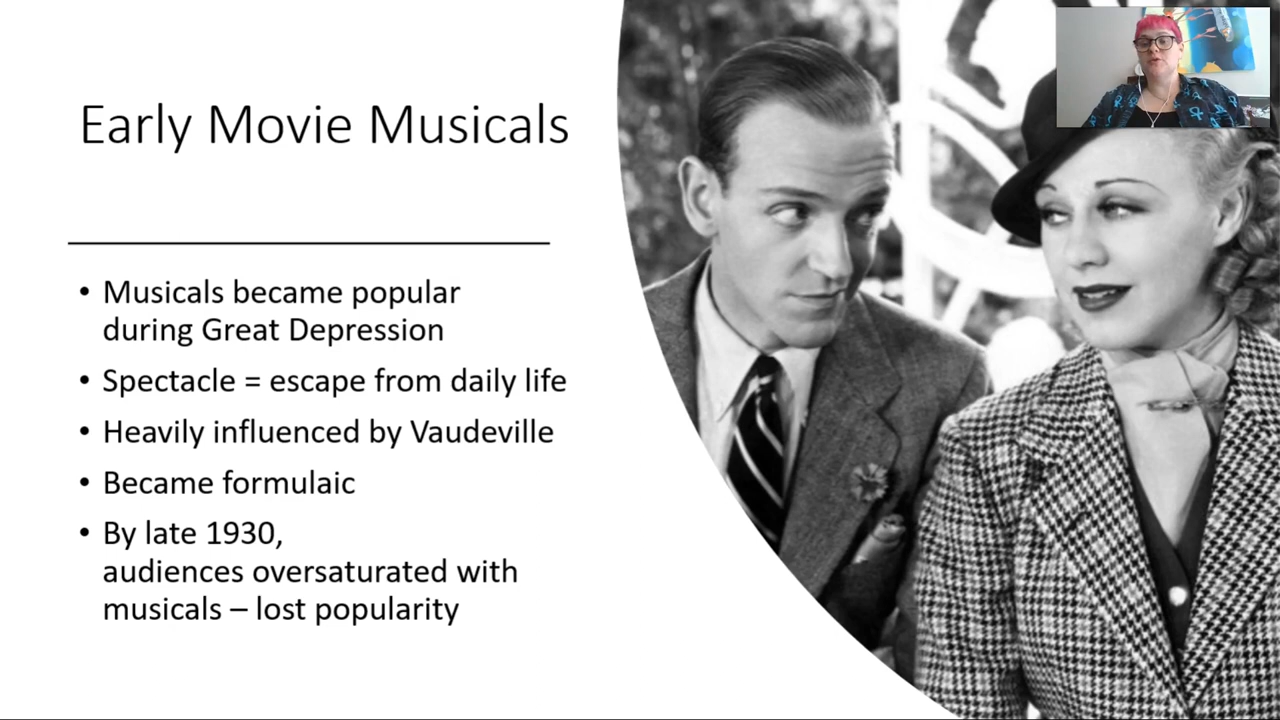 Early Movie Musicals
• Musicals became popular
during Great Depression
• Spectacle = escape from daily life
• Heavily influenced by Vaudeville
• Became formulaic
• By late 1930,
audiences oversaturated with
musicals – lost popularity